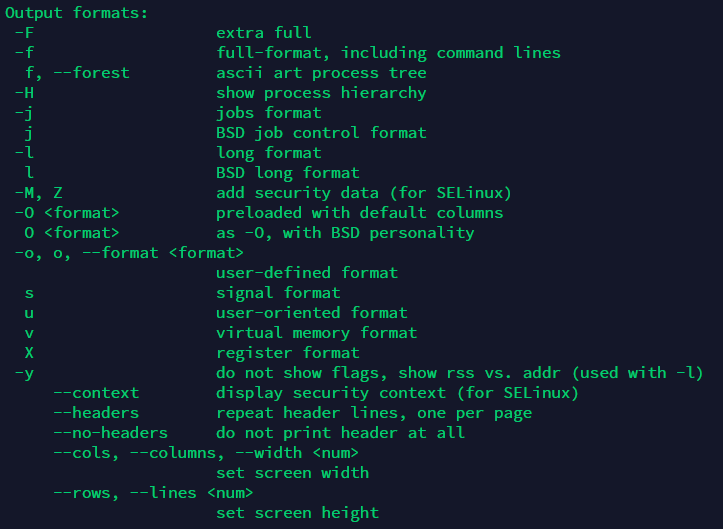 Output formats:
 -F                   extra full
 -f                   full-format, including command lines
  f, --forest         ascii art process tree
 -H                   show process hierarchy
 -j                   jobs format
  j                   BSD job control format
 -l                   long format
  l                   BSD long format
 -M, Z                add security data (for SELinux)
 -O <format>          preloaded with default columns
  O <format>          as -O, with BSD personality
 -o, o, --format <format>
                      user-defined format
  s                   signal format
  u                   user-oriented format
  v                   virtual memory format
  X                   register format
 -y                   do not show flags, show rss vs. addr (used with -l)
     --context        display security context (for SELinux)
     --headers        repeat header lines, one per page
     --no-headers     do not print header at all
     --cols, --columns, --width <num>
                      set screen width
     --rows, --lines <num>
                      set screen height